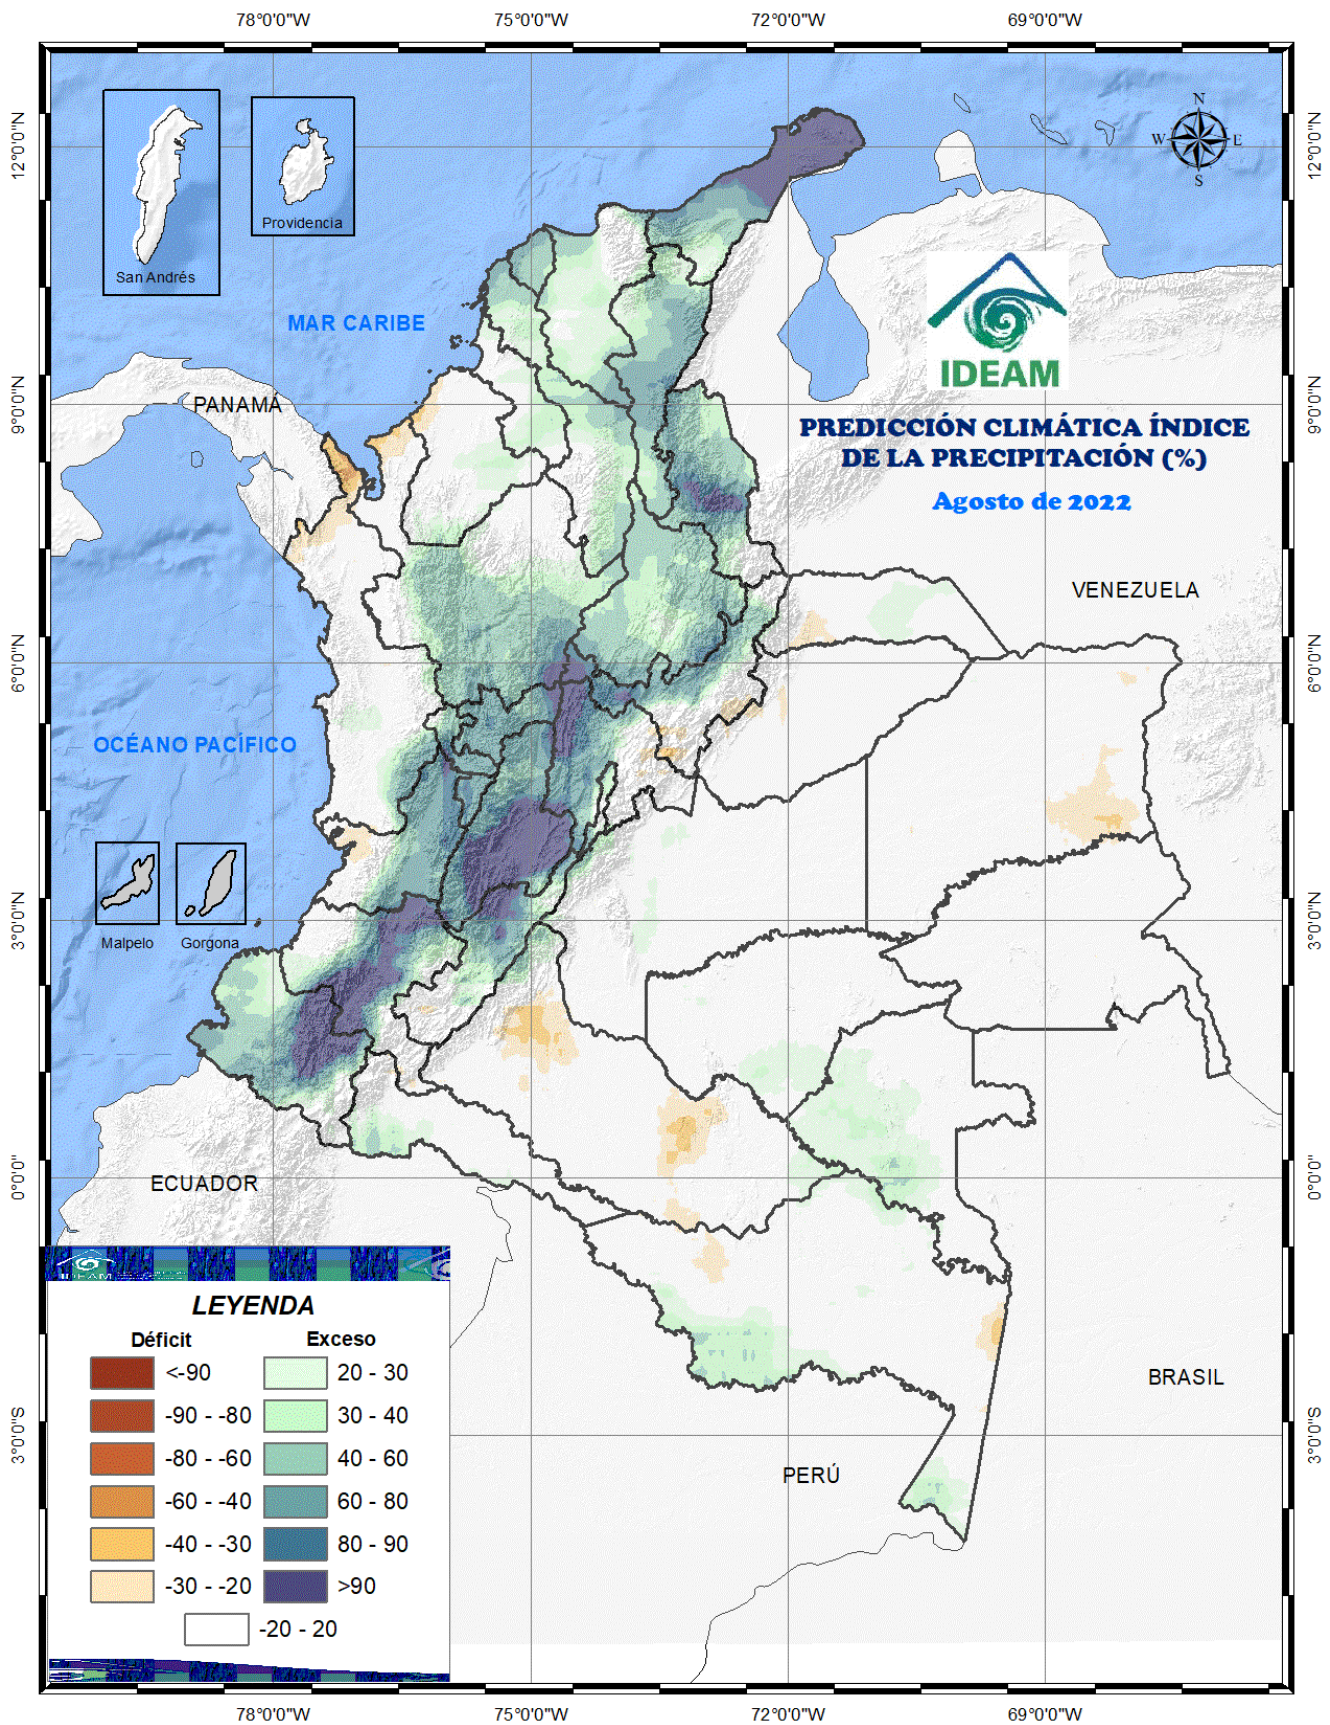 78°0'0"W 75°0'0"W 72°0'0"W 69°0'0"W
12°0'0"N
12°0'0"N
N
W E
S
Providencia
San Andrés
MAR CARIBE
IDEAM
9°0'0"N
9°0'0"N
PANAMÁ
PREDICCIÓN CLIMÁTICA ÍNDICE
DE LA PRECIPITACIÓN (%)
Agosto de 2022
VENEZUELA
6°0'0"N
6°0'0"N
OCÉANO PACÍFICO
3°0'0"N
3°0'0"N
Malpelo Gorgona
0°0'0"
0°0'0"
ECUADOR
IDEAM
LEYENDA
Déficit Exceso
<-90 20 - 30
-90 - -80 30 - 40
-80 - -60 40 - 60
-60 - -40 60 - 80
-40 - -30 80 - 90
-30 - -20 >90
-20 - 20
BRASIL
3°0'0"S
3°0'0"S
PERÚ
78°0'0"W 75°0'0"W 72°0'0"W 69°0'0"W